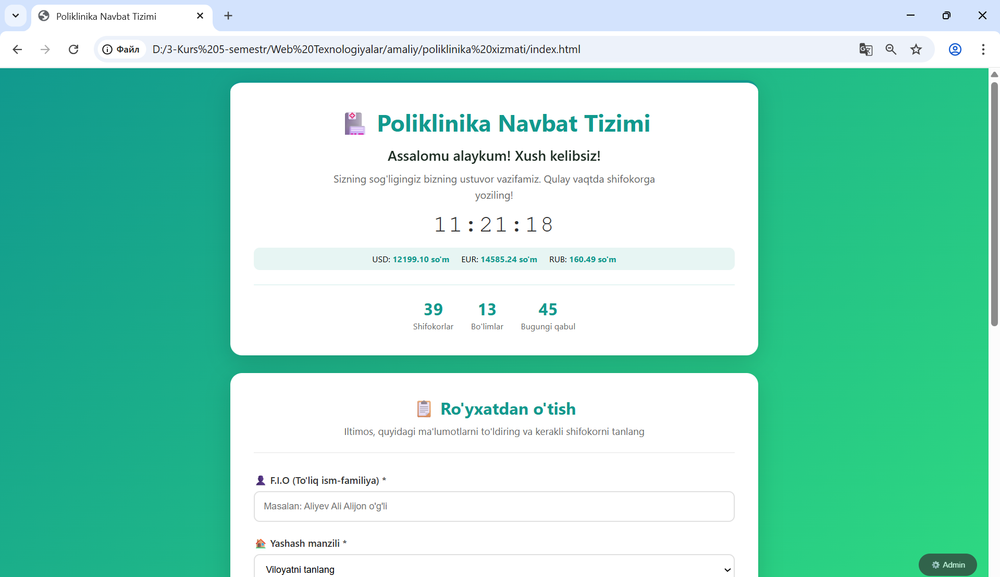 Poliklinika Navbat Tizimi
Файл
D:/3-Kurs%205-semestr/Web%20Texnologiyalar/amaliy/poliklinika%20xizmati/index.html
Poliklinika Navbat Tizimi
Assalomu alaykum! Xush kelibsiz!
Sizning sog'ligingiz bizning ustuvor vazifamiz. Qulay vaqtda shifokorga
yoziling!
11:21:18
USD: 12199.10 so'm EUR: 14585.24 so'm RUB: 160.49 so'm
39 13 45
Shifokorlar Bo'limlar Bugungi qabul
Ro'yxatdan o'tish
Iltimos, quyidagi ma'lumotlarni to'ldiring va kerakli shifokorni tanlang
F.I.O (To'liq ism-familiya) *
Masalan: Aliyev Ali Alijon o'g'li
Yashash manzili *
Viloyatni tanlang
Admin